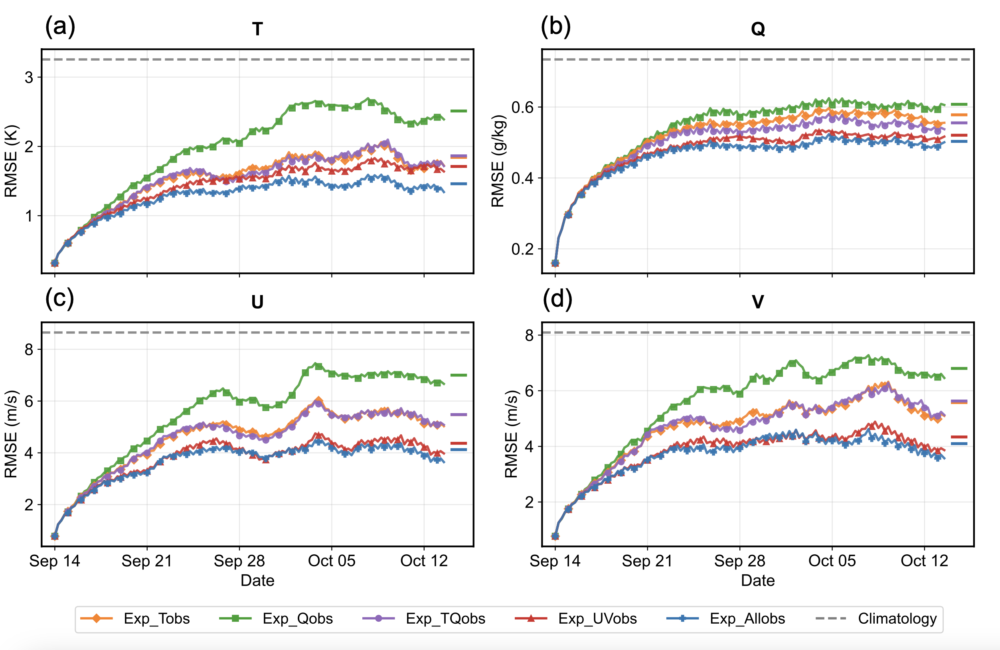 (a) T
(b) Q
RMSE (K)
3
2
1
RMSE (g/kg)
0.6
0.4
0.2
(c) U
(d) V
RMSE (m/s)
8
6
4
2
RMSE (m/s)
8
6
4
2
Sep 14 Sep 21 Sep 28 Oct 05 Oct 12
Date
Sep 14 Sep 21 Sep 28 Oct 05 Oct 12
Date
Exp_Tobs Exp_Qobs Exp_TQobs Exp_UVobs Exp_Allobs Climatology